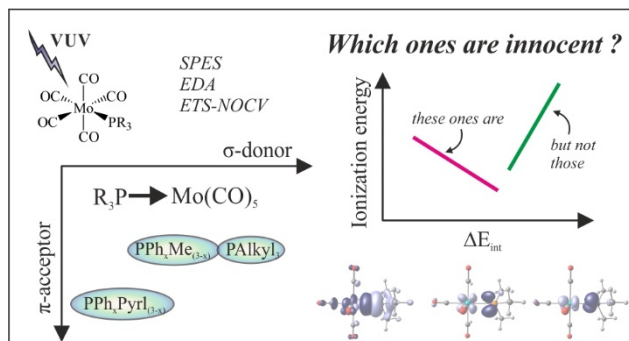 VUV
CO
OC
CO
Mo
OC
PR₃
CO
SPES
EDA
ETS-NOCV
σ-donor
R₃P→Mo(CO)₅
π-acceptor
PPhₓMe₍₃₋ₓ₎
PAlkyl₃
PPhₓPyrl₍₃₋ₓ₎
Which ones are innocent ?
Ionization energy
these ones are
but not
those
ΔEᵢₙₜ